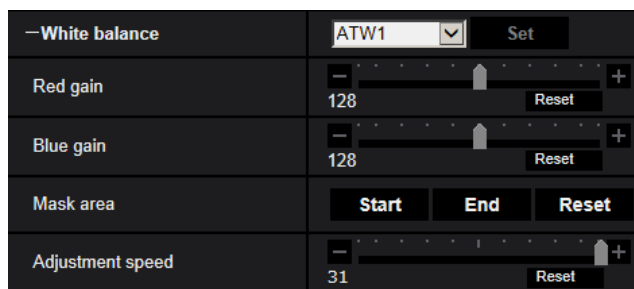 —White balance ATW1 Set
Red gain − +
128 Reset
Blue gain − +
128 Reset
Mask area Start End Reset
Adjustment speed − +
31 Reset